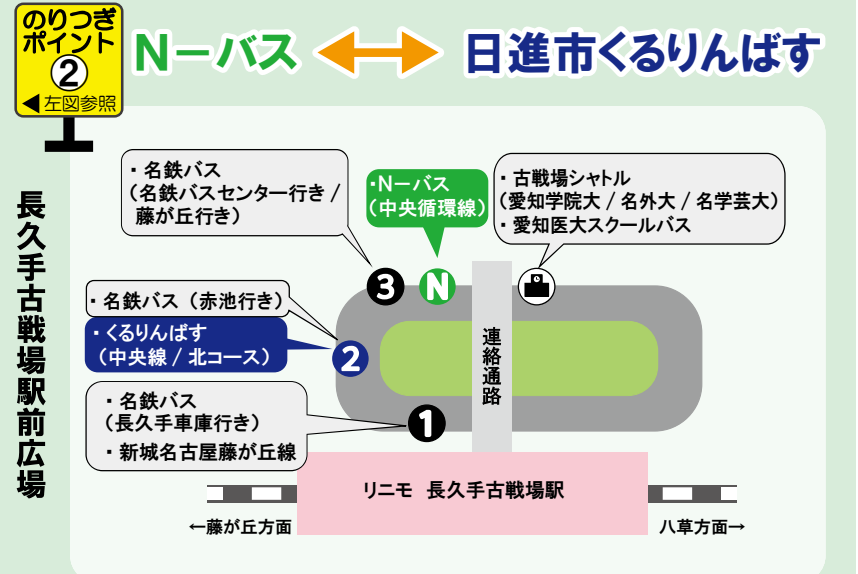 のりつぎ
ポイント
②
◀左図参照
N－バス ⟷ 日進市くるりんばす
長久手古戦場駅前広場
・名鉄バス
（名鉄バスセンター行き /
藤が丘行き）
・N－バス
（中央循環線）
・古戦場シャトル
（愛知学院大 / 名外大 / 名学芸大）
・愛知医大スクールバス
3
N
・名鉄バス（赤池行き）
・くるりんばす
（中央線 / 北コース）
2
連絡通路
・名鉄バス
（長久手車庫行き）
・新城名古屋藤が丘線
1
リニモ 長久手古戦場駅
←藤が丘方面
八草方面→